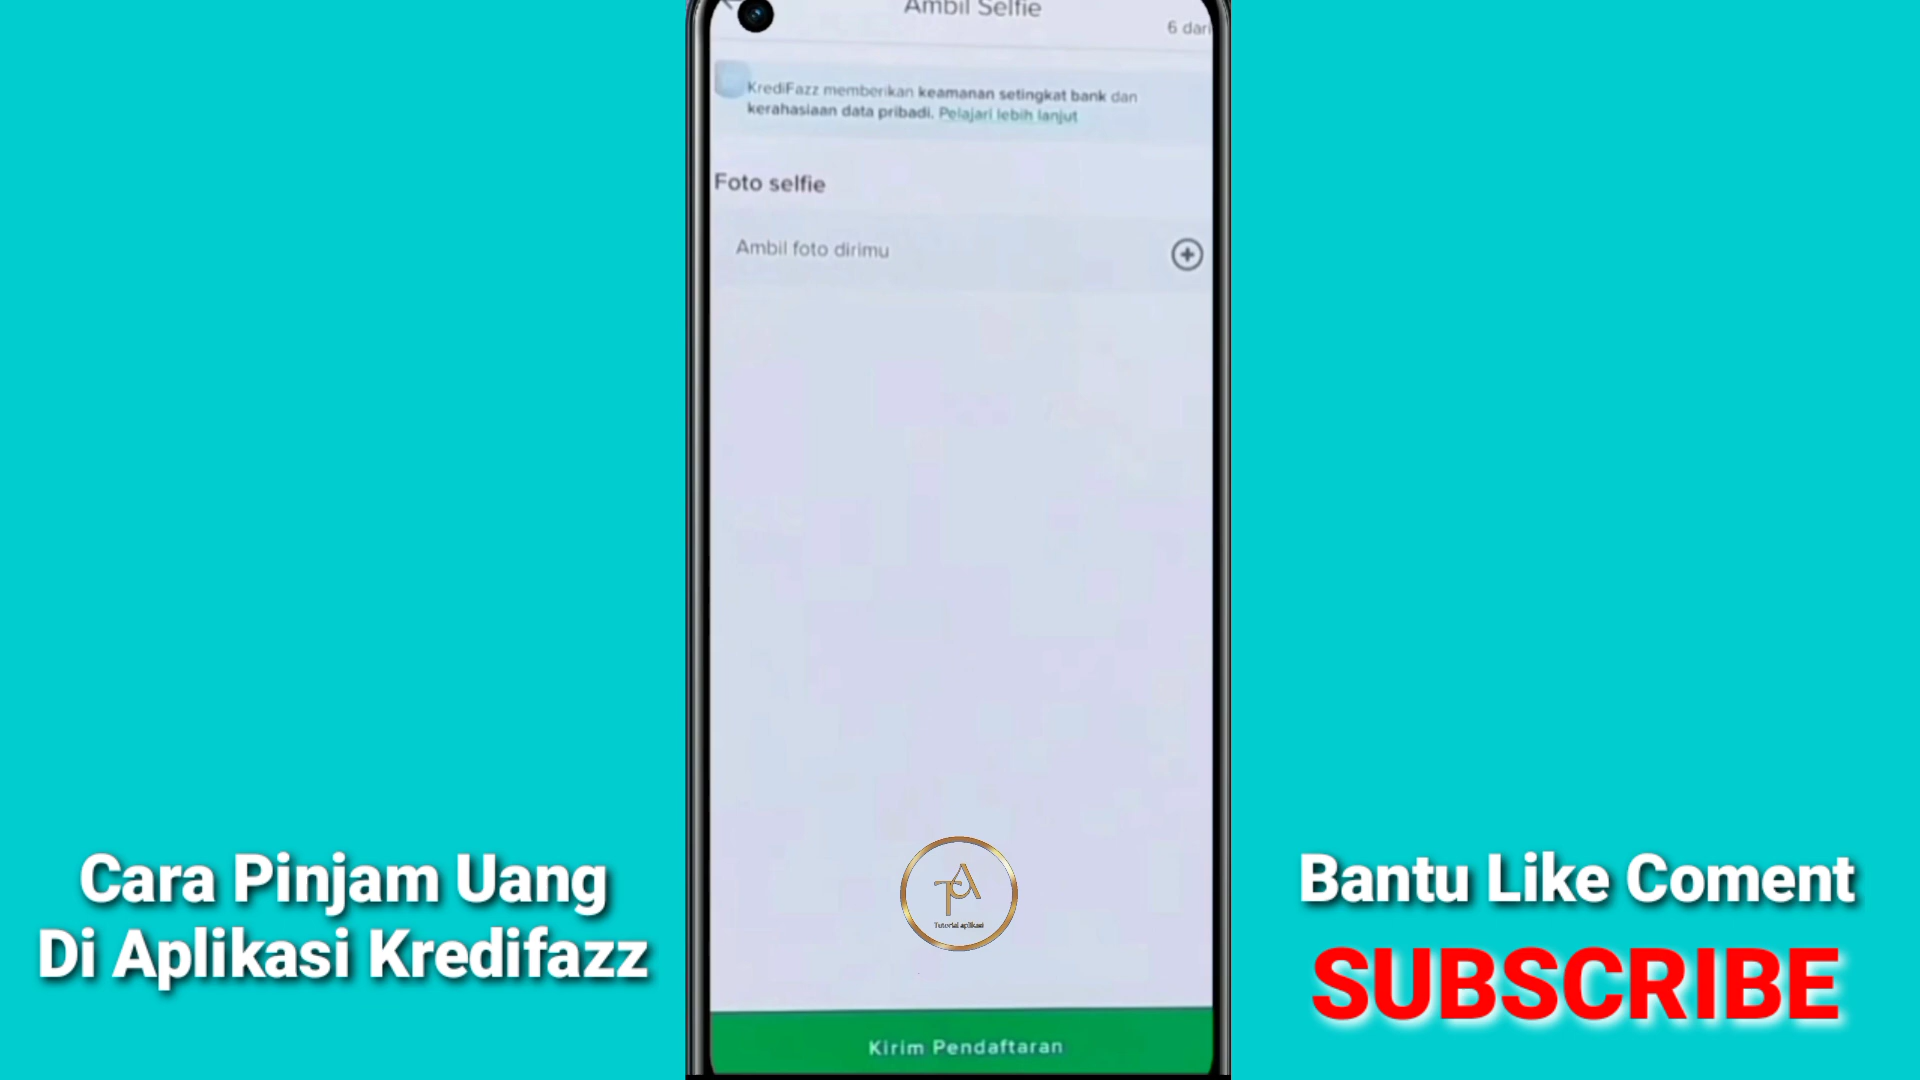 Ambil Selfie
6 dari
KrediFazz memberikan keamanan setingkat bank dan
kerahasiaan data pribadi. Pelajari lebih lanjut
Foto selfie
Ambil foto dirimu
TA
Tutorial aplikasi
Kirim Pendaftaran
Cara Pinjam Uang
Di Aplikasi Kredifazz
Bantu Like Coment
SUBSCRIBE